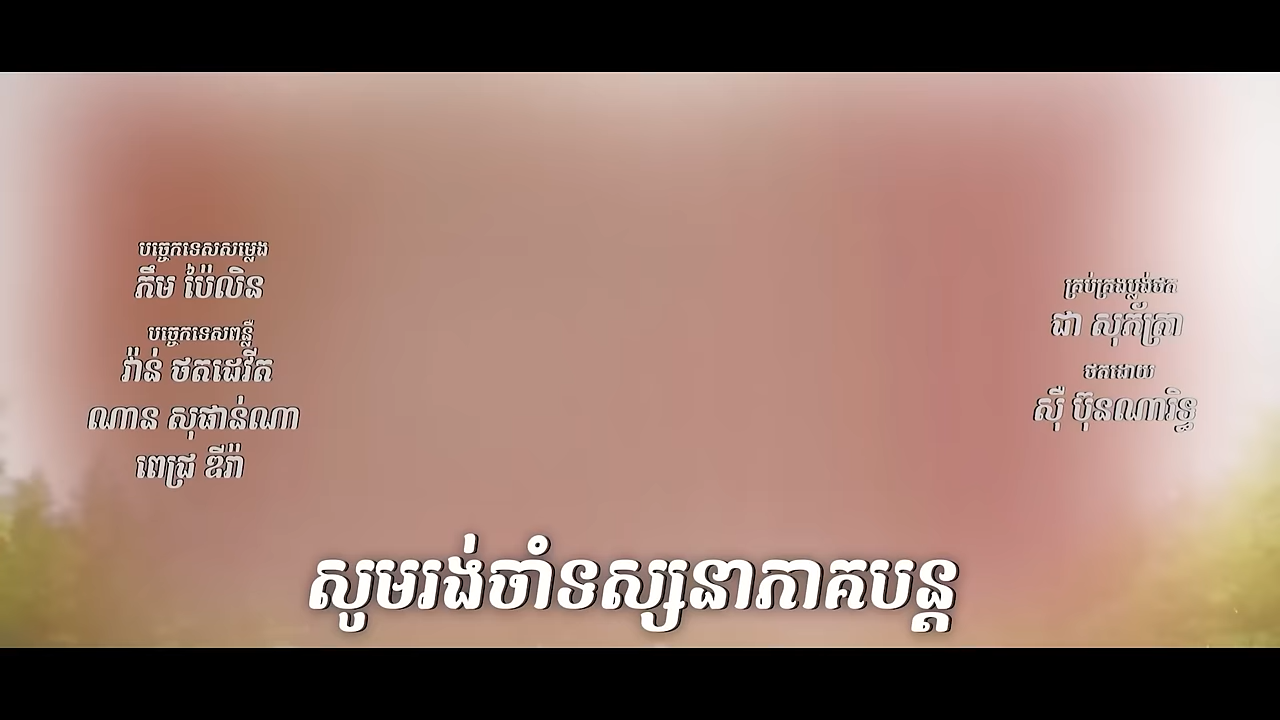 បច្ចេកទេសសម្លេង
ភឹម ប៉ៃលិន
បច្ចេកទេសពន្លឺ
វ៉ាន់ ថតដេវីត
ណាន សុផាន់ណា
ពេជ្រ ឌីរ៉ា
គ្រប់គ្រងប្លង់ថត
ជា សុភ័ត្រា
ថតដោយ
ស៊ឺ ប៊ុនណារិទ្ធ
សូមរង់ចាំទស្សនាភាគបន្ត